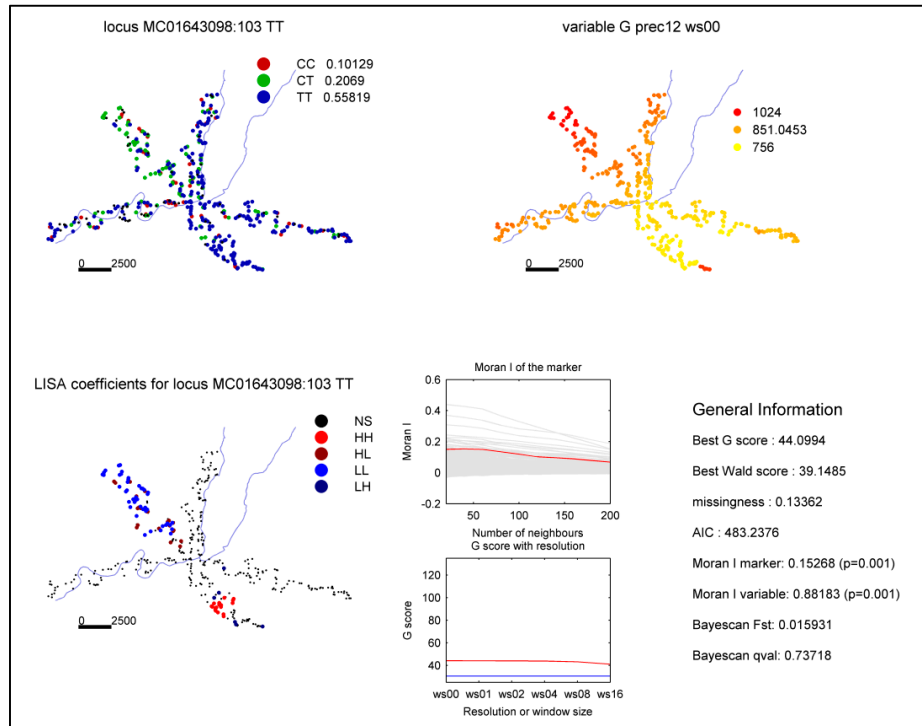 locus MC01643098:103 TT
CC 0.10129
CT 0.2069
TT 0.55819
0 2500
variable G prec12 ws00
1024
851.0453
756
0 2500
LISA coefficients for locus MC01643098:103 TT
NS
HH
HL
LL
LH
0 2500
Moran I of the marker
0.6
0.4
0.2
0
-0.2
Moran I
50 100 150 200
Number of neighbours
G score with resolution
120
100
80
60
40
G score
ws00 ws01 ws02 ws04 ws08 ws16
Resolution or window size
General Information
Best G score : 44.0994
Best Wald score : 39.1485
missingness : 0.13362
AIC : 483.2376
Moran I marker: 0.15268 (p=0.001)
Moran I variable: 0.88183 (p=0.001)
Bayescan Fst: 0.015931
Bayescan qval: 0.73718